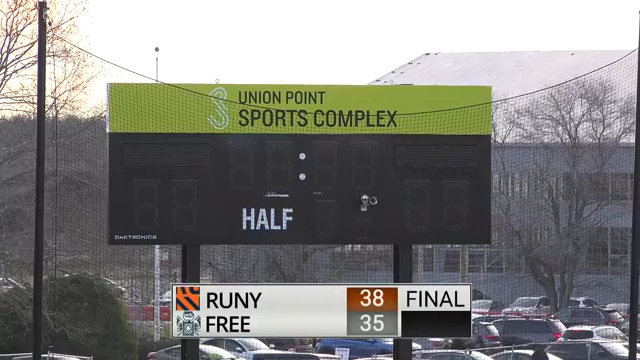 UNION POINT
SPORTS COMPLEX
HALF
DAKTRONICS
RUNY 38 FINAL
FREE 35